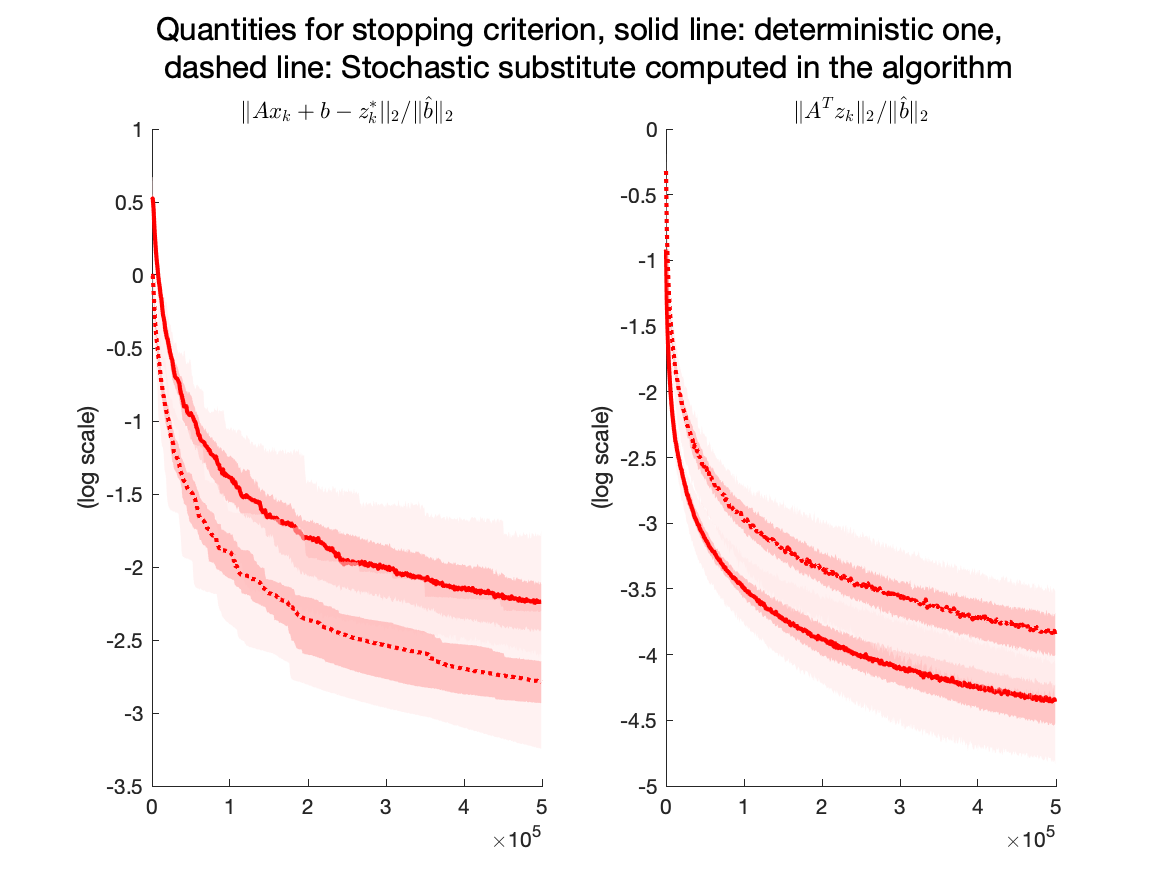 Quantities for stopping criterion, solid line: deterministic one,
dashed line: Stochastic substitute computed in the algorithm
‖Ax_k + b − z_k^*||_2/‖b̂‖_2
1
0.5
0
-0.5
-1
-1.5
-2
-2.5
-3
-3.5
(log scale)
0 1 2 3 4 5
×10^5
‖A^T z_k‖_2/‖b̂‖_2
0
-0.5
-1
-1.5
-2
-2.5
-3
-3.5
-4
-4.5
-5
(log scale)
0 1 2 3 4 5
×10^5